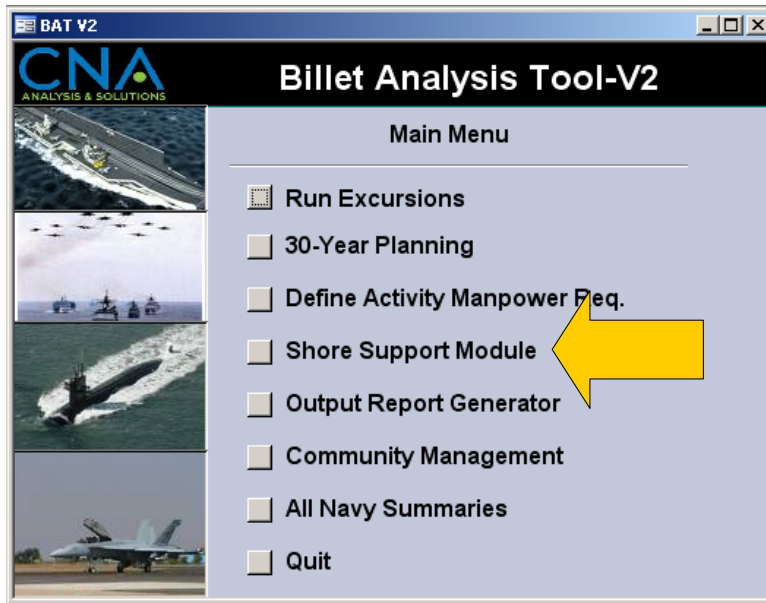 BAT V2
CNA
ANALYSIS & SOLUTIONS
Billet Analysis Tool-V2
Main Menu
Run Excursions
30-Year Planning
Define Activity Manpower Req.
Shore Support Module
Output Report Generator
Community Management
All Navy Summaries
Quit